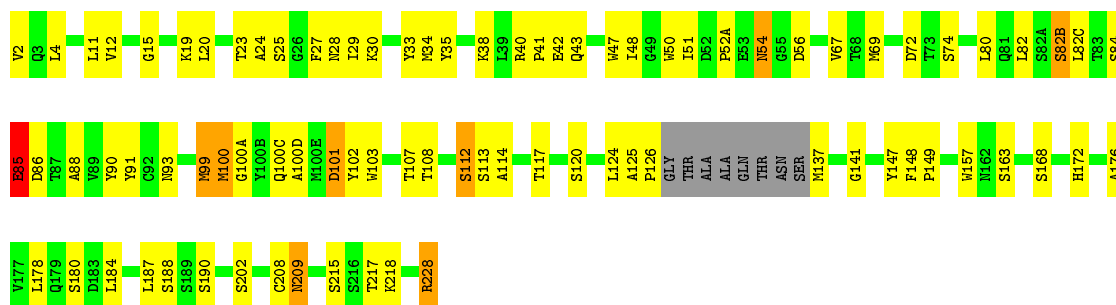 V2 Q3 L4 L11 V12 G15 K19 L20 T23 A24 S25 G26 F27 N28 I29 K30 Y33 M34 Y35 K38 L39 R40 P41 E42 Q43 W47 I48 G49 W50 I51 D52 P52A E53 N54 G55 D56 V67 T68 M69 D72 T73 S74 L80 Q81 L82 S82A S82B L82C T83 S84
E85 D86 T87 A88 V89 Y90 Y91 C92 N93 M99 M100 G100A Y100B Q100C A100D M100E D101 Y102 W103 T107 T108 S112 S113 A114 T117 S120 L124 A125 P126 GLY THR ALA ALA GLN THR ASN SER M137 G141 Y147 F148 P149 W157 N162 S163 S168 H172 A176
V177 L178 Q179 S180 D183 L184 L187 S188 S189 S190 S202 C208 N209 S215 S216 T217 K218 R228